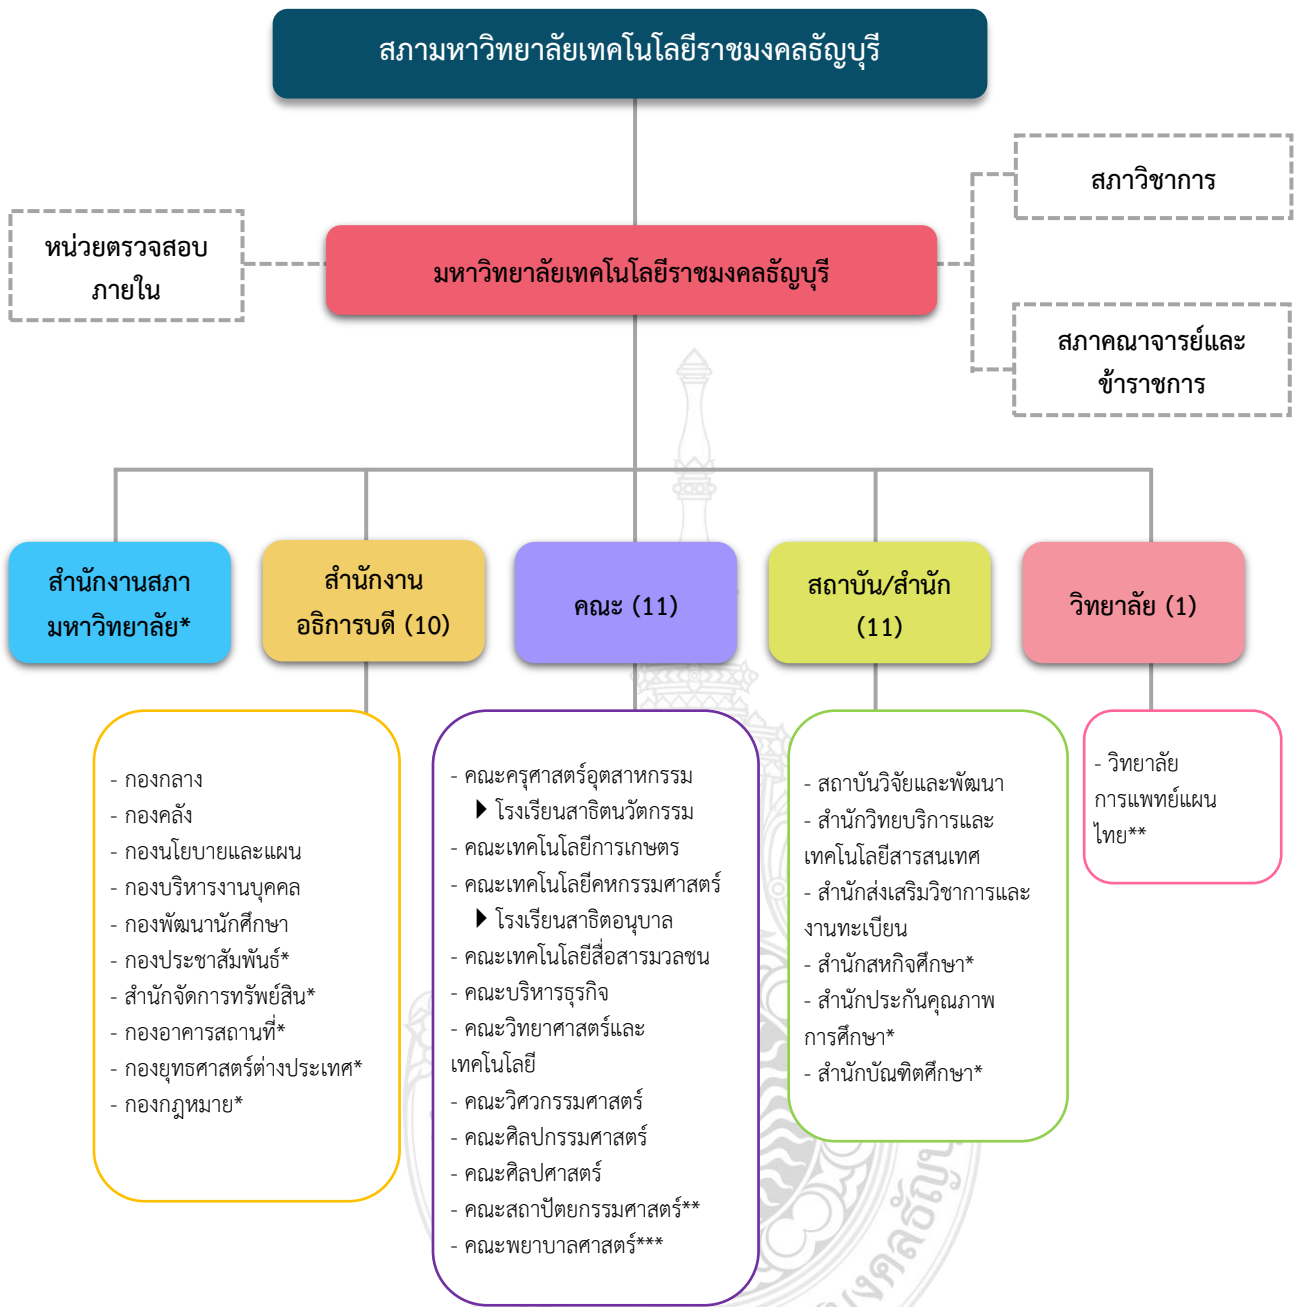 สภามหาวิทยาลัยเทคโนโลยีราชมงคลธัญบุรี
สภาวิชาการ
หน่วยตรวจสอบ
ภายใน
มหาวิทยาลัยเทคโนโลยีราชมงคลธัญบุรี
สภาคณาจารย์และ
ข้าราชการ
สำนักงานสภา
มหาวิทยาลัย*
สำนักงาน
อธิการบดี (10)
คณะ (11)
สถาบัน/สำนัก
(11)
วิทยาลัย (1)
- กองกลาง
- กองคลัง
- กองนโยบายและแผน
- กองบริหารงานบุคคล
- กองพัฒนานักศึกษา
- กองประชาสัมพันธ์*
- สำนักจัดการทรัพย์สิน*
- กองอาคารสถานที่*
- กองยุทธศาสตร์ต่างประเทศ*
- กองกฎหมาย*
- คณะครุศาสตร์อุตสาหกรรม
โรงเรียนสาธิตนวัตกรรม
- คณะเทคโนโลยีการเกษตร
- คณะเทคโนโลยีคหกรรมศาสตร์
โรงเรียนสาธิตอนุบาล
- คณะเทคโนโลยีสื่อสารมวลชน
- คณะบริหารธุรกิจ
- คณะวิทยาศาสตร์และ
เทคโนโลยี
- คณะวิศวกรรมศาสตร์
- คณะศิลปกรรมศาสตร์
- คณะศิลปศาสตร์
- คณะสถาปัตยกรรมศาสตร์**
- คณะพยาบาลศาสตร์***
- สถาบันวิจัยและพัฒนา
- สำนักวิทยบริการและ
เทคโนโลยีสารสนเทศ
- สำนักส่งเสริมวิชาการและ
งานทะเบียน
- สำนักสหกิจศึกษา*
- สำนักประกันคุณภาพ
การศึกษา*
- สำนักบัณฑิตศึกษา*
- วิทยาลัย
การแพทย์แผน
ไทย**